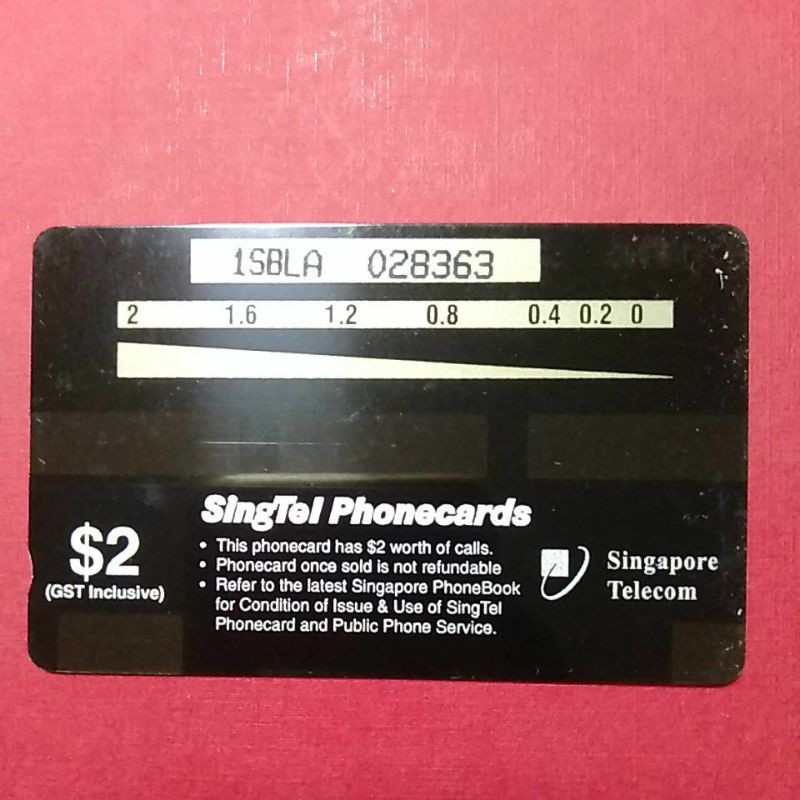 1SBLA 028363
2 1.6 1.2 0.8 0.4 0.2 0
SingTel Phonecards
$2
(GST Inclusive)
• This phonecard has $2 worth of calls.
• Phonecard once sold is not refundable
• Refer to the latest Singapore PhoneBook
for Condition of Issue & Use of SingTel
Phonecard and Public Phone Service.
Singapore
Telecom